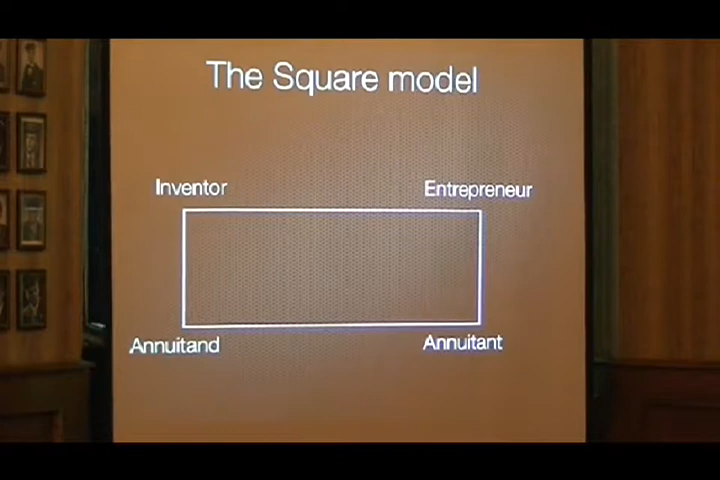 The Square model
Inventor
Entrepreneur
Annuitand
Annuitant